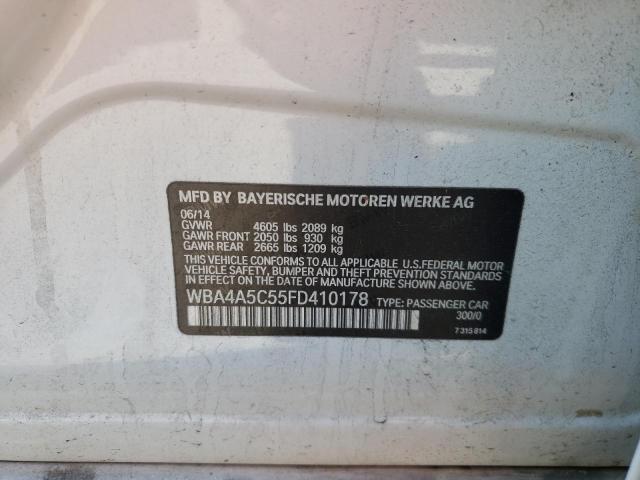 MFD BY BAYERISCHE MOTOREN WERKE AG
06/14
GVWR 4605 lbs 2089 kg
GAWR FRONT 2050 lbs 930 kg
GAWR REAR 2665 lbs 1209 kg
THIS VEHICLE CONFORMS TO ALL APPLICABLE U.S.FEDERAL MOTOR
VEHICLE SAFETY, BUMPER AND THEFT PREVENTION STANDARDS
IN EFFECT ON THE DATE OF MANUFACTURE SHOWN ABOVE.
WBA4A5C55FD410178 TYPE: PASSENGER CAR
300/0
7 315 814